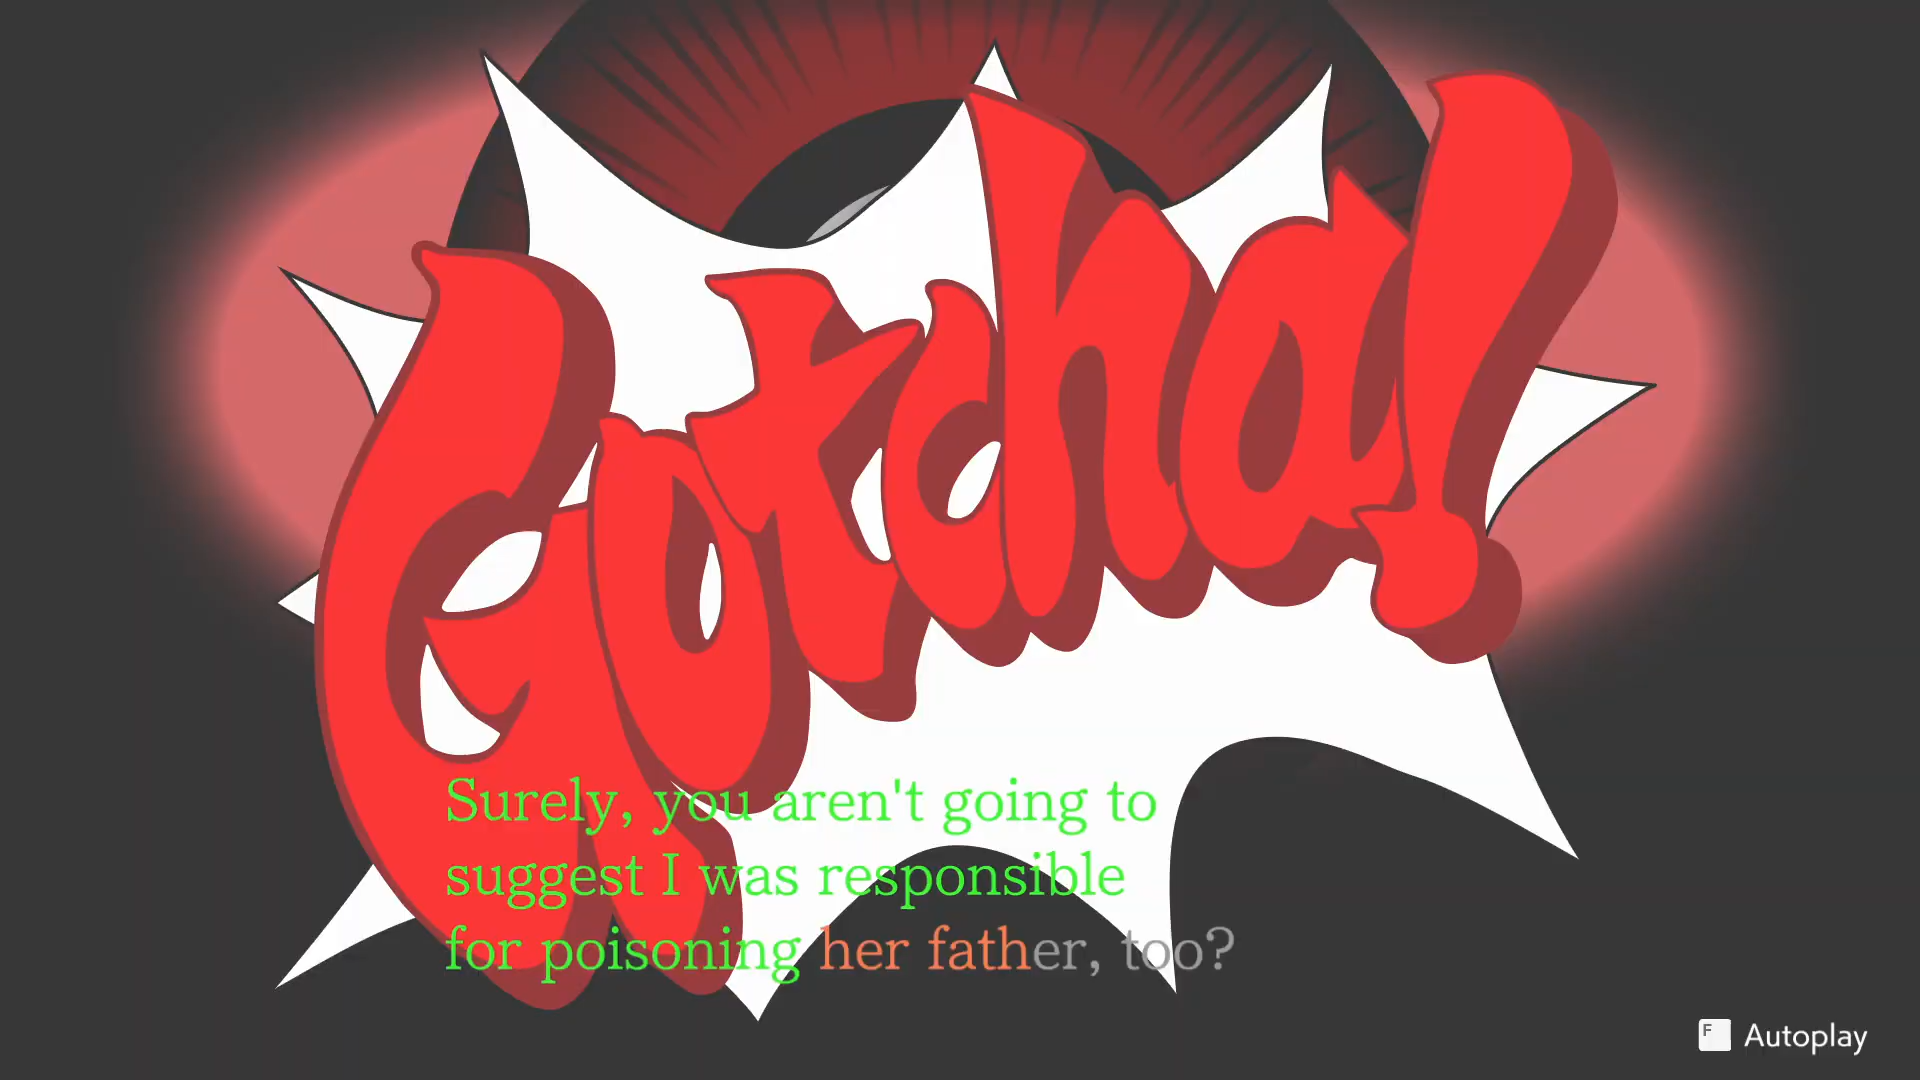 Gotcha!
Surely, you aren't going to
suggest I was responsible
for poisoning her father, too?
F Autoplay